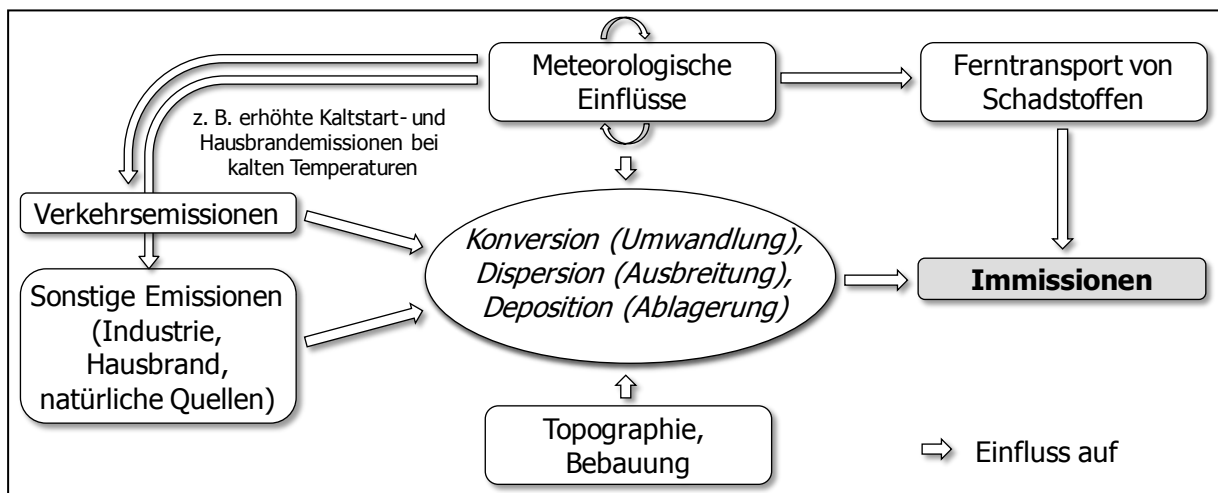 Meteorologische
Einflüsse
Ferntransport von
Schadstoffen
z. B. erhöhte Kaltstart- und
Hausbrandemissionen bei
kalten Temperaturen
Verkehrsemissionen
Konversion (Umwandlung),
Dispersion (Ausbreitung),
Deposition (Ablagerung)
Immissionen
Sonstige Emissionen
(Industrie,
Hausbrand,
natürliche Quellen)
Topographie,
Bebauung
Einfluss auf